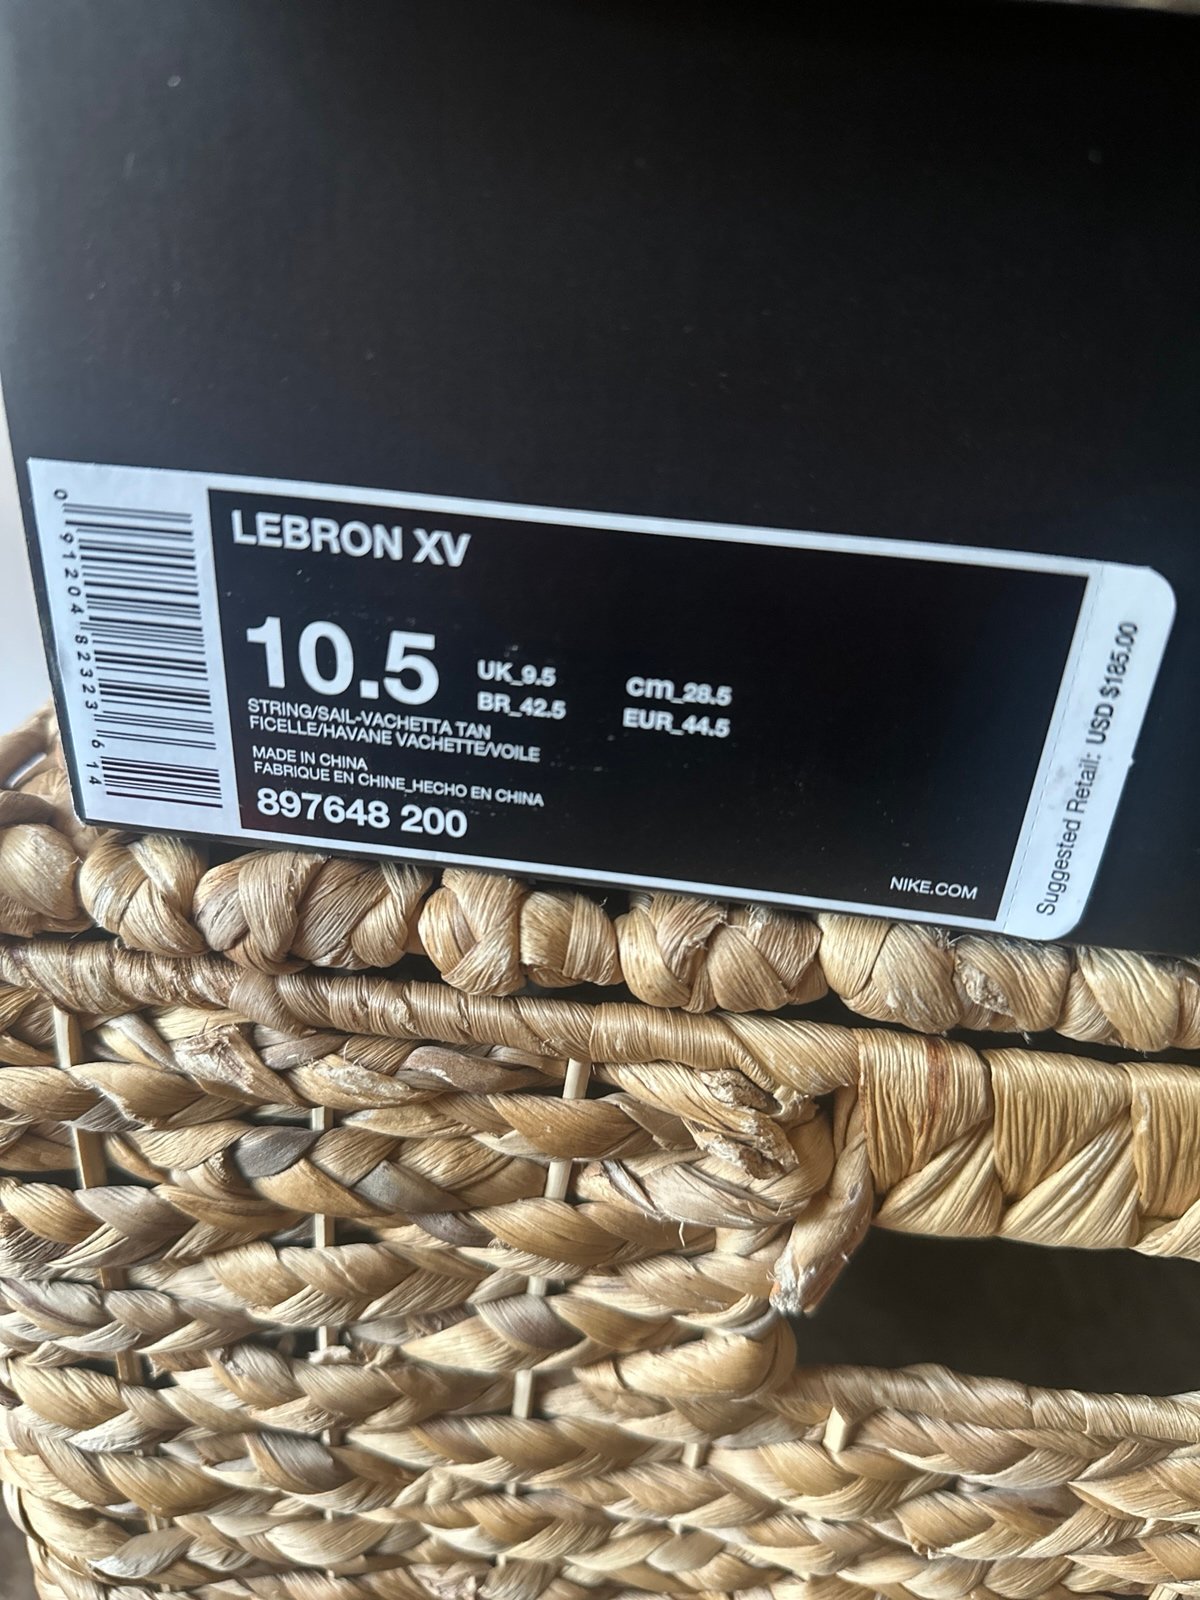 LEBRON XV
10.5
UK_9.5
cm_28.5
BR_42.5
EUR_44.5
STRING/SAIL-VACHETTA TAN
FICELLE/HAVANE VACHETTE/VOILE
MADE IN CHINA
FABRIQUE EN CHINE_HECHO EN CHINA
897648 200
NIKE.COM
0 91204 82323 6 14
Suggested Retail: USD $185.00